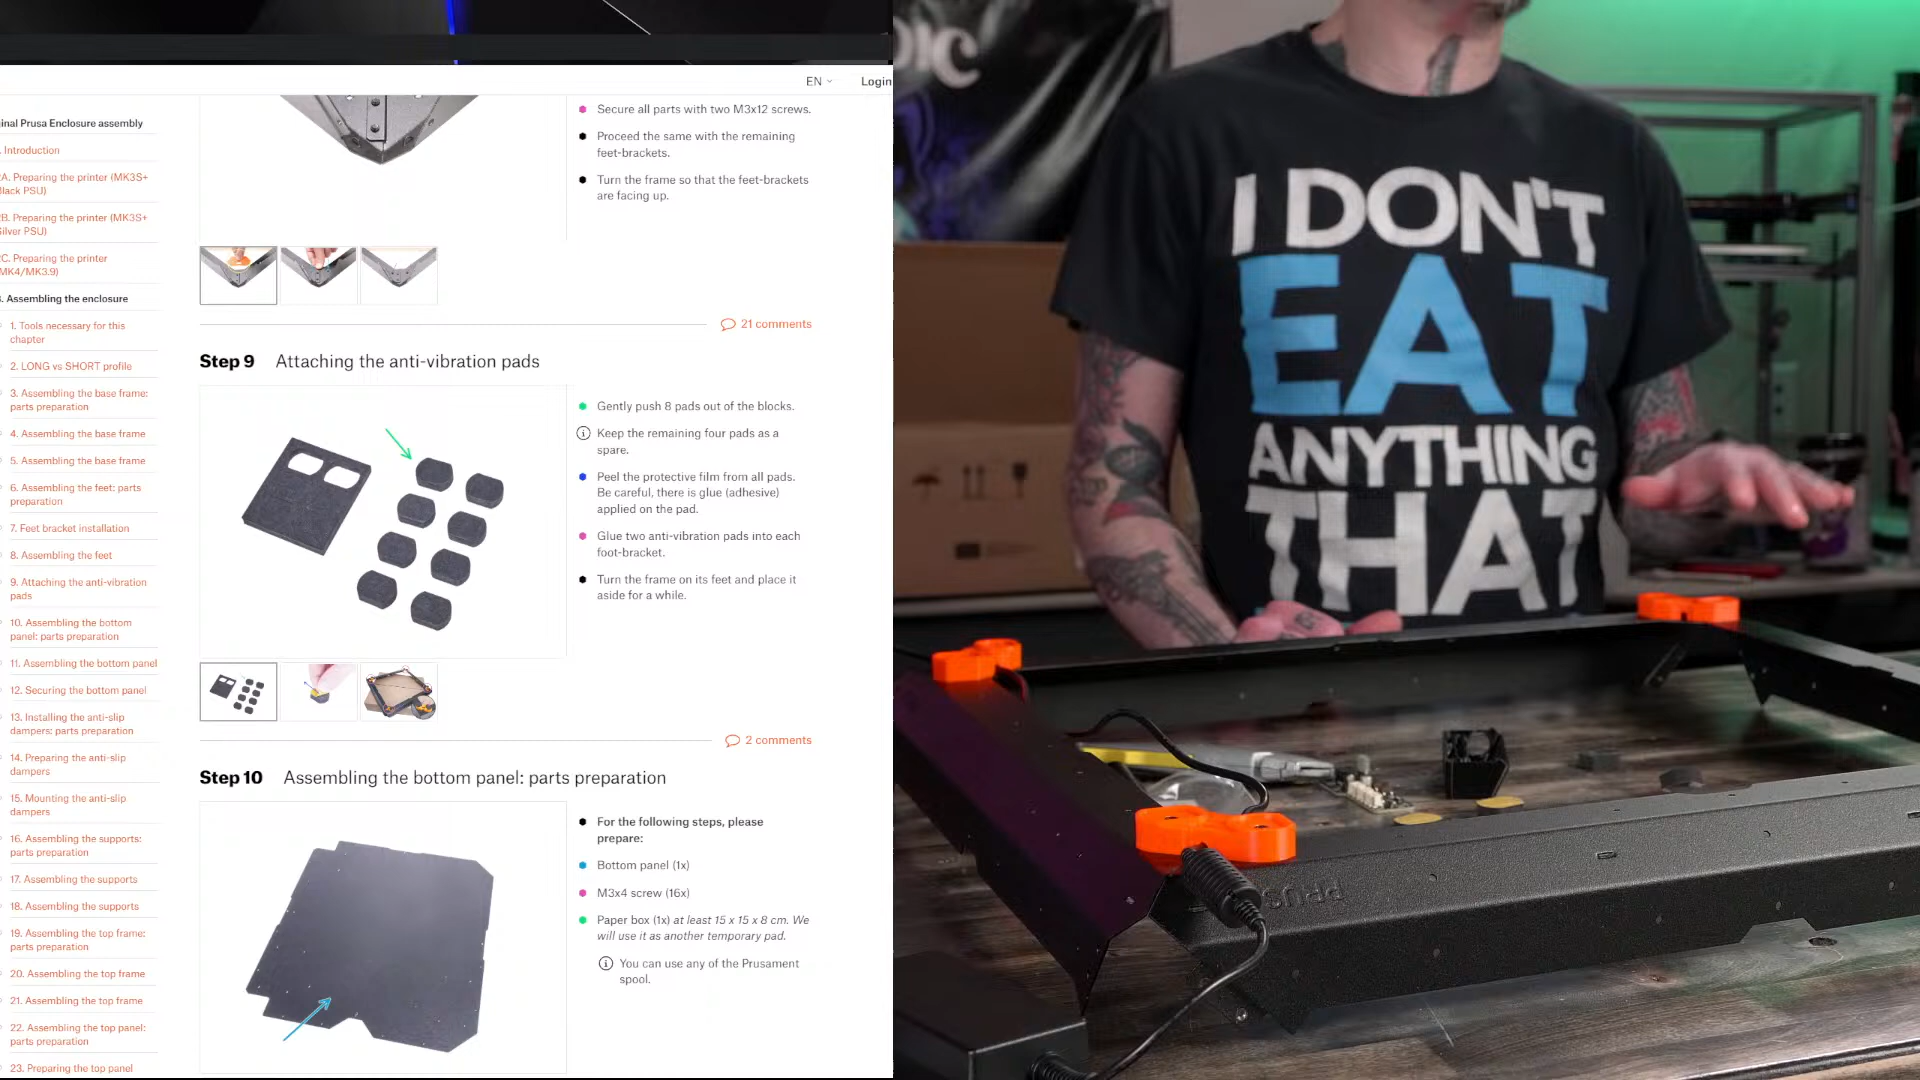 EN
Login
inal Prusa Enclosure assembly
. Introduction
A. Preparing the printer (MK3S+
lack PSU)
B. Preparing the printer (MK3S+
ilver PSU)
C. Preparing the printer
MK4/MK3.9)
. Assembling the enclosure
1. Tools necessary for this
chapter
2. LONG vs SHORT profile
3. Assembling the base frame:
parts preparation
4. Assembling the base frame
5. Assembling the base frame
6. Assembling the feet: parts
preparation
7. Feet bracket installation
8. Assembling the feet
9. Attaching the anti-vibration
pads
10. Assembling the bottom
panel: parts preparation
11. Assembling the bottom panel
12. Securing the bottom panel
13. Installing the anti-slip
dampers: parts preparation
14. Preparing the anti-slip
dampers
15. Mounting the anti-slip
dampers
16. Assembling the supports:
parts preparation
17. Assembling the supports
18. Assembling the supports
19. Assembling the top frame:
parts preparation
20. Assembling the top frame
21. Assembling the top frame
22. Assembling the top panel:
parts preparation
23. Preparing the top panel
Secure all parts with two M3x12 screws.
Proceed the same with the remaining
feet-brackets.
Turn the frame so that the feet-brackets
are facing up.
21 comments
Step 9 Attaching the anti-vibration pads
Gently push 8 pads out of the blocks.
Keep the remaining four pads as a
spare.
Peel the protective film from all pads.
Be careful, there is glue (adhesive)
applied on the pad.
Glue two anti-vibration pads into each
foot-bracket.
Turn the frame on its feet and place it
aside for a while.
2 comments
Step 10 Assembling the bottom panel: parts preparation
For the following steps, please
prepare:
Bottom panel (1x)
M3x4 screw (16x)
Paper box (1x) at least 15 x 15 x 8 cm. We
will use it as another temporary pad.
You can use any of the Prusament
spool.
I DON'T
EAT
ANYTHING
THAT
PRUSA